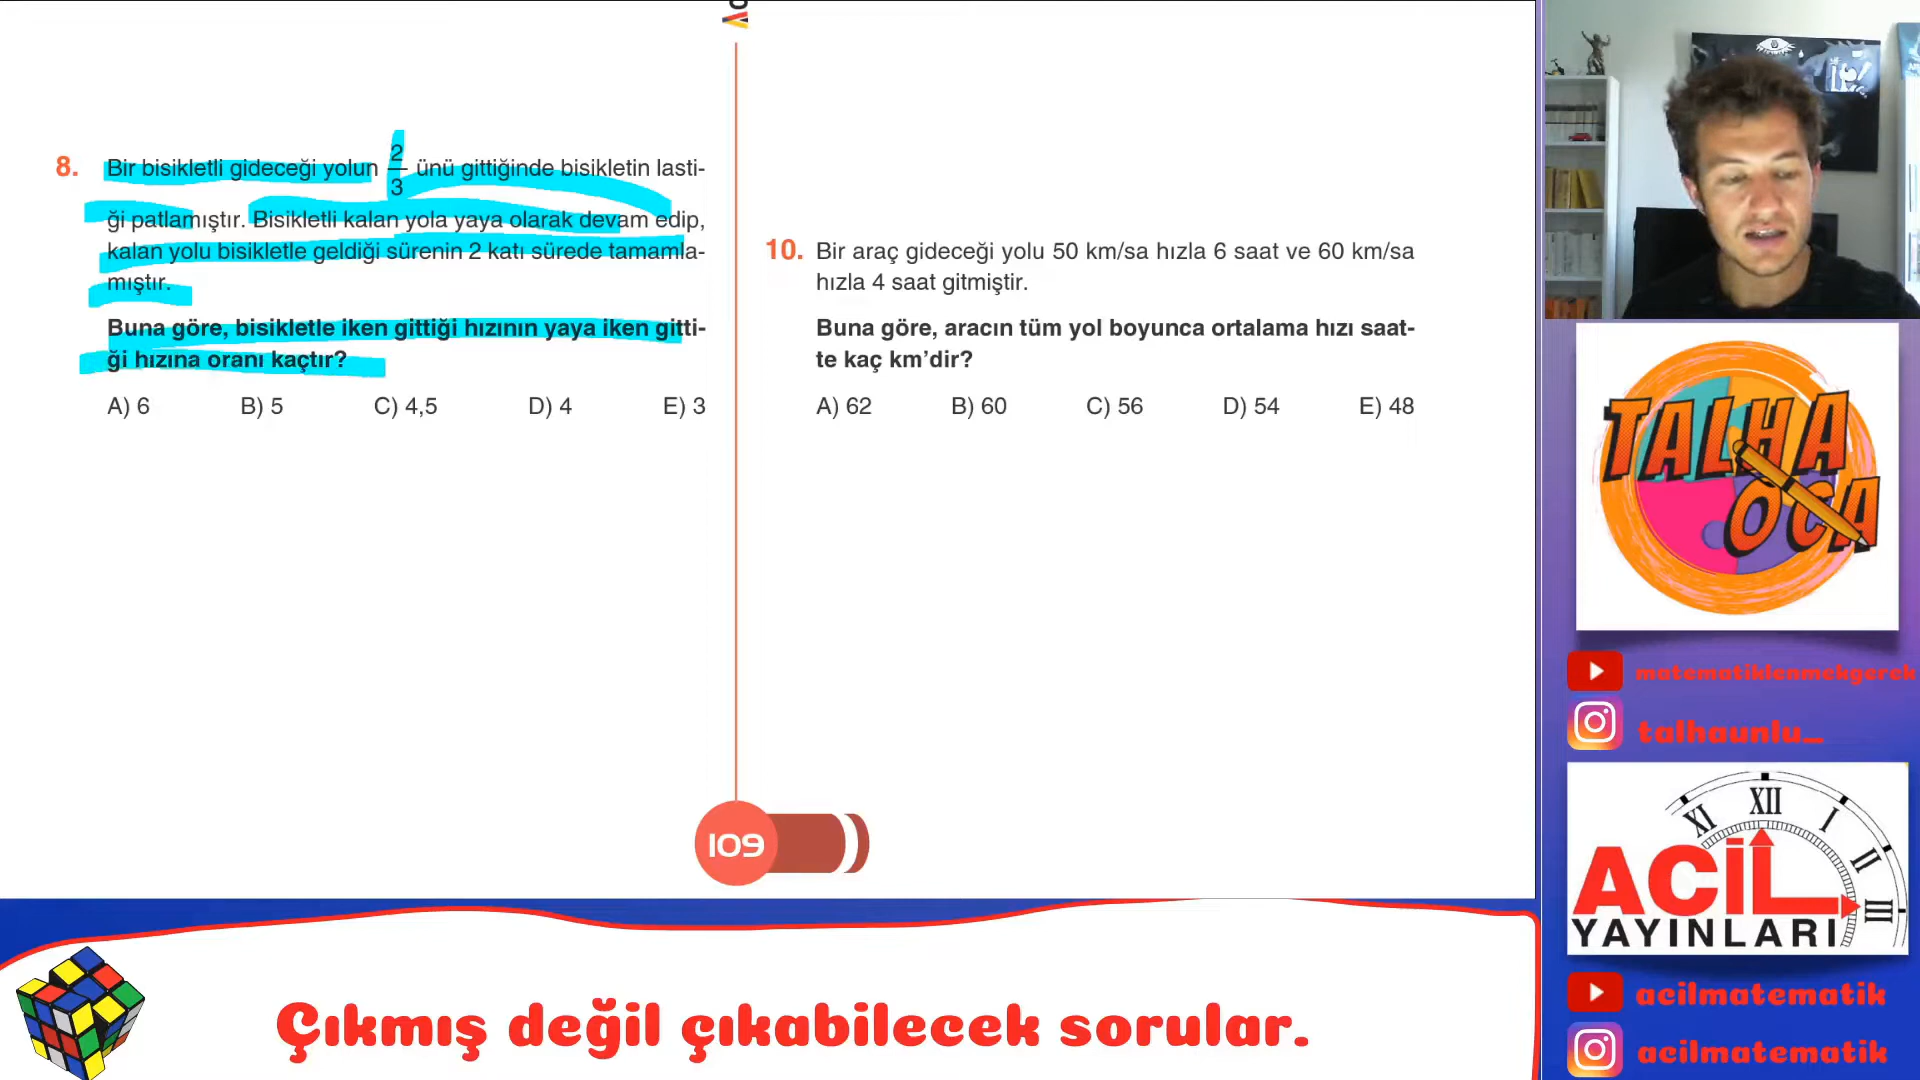 8. Bir bisikletli gideceği yolun 2/3 ünü gittiğinde bisikletin lasti-
ği patlamıştır. Bisikletli kalan yola yaya olarak devam edip,
kalan yolu bisikletle geldiği sürenin 2 katı sürede tamamla-
mıştır.
Buna göre, bisikletle iken gittiği hızının yaya iken gitti-
ği hızına oranı kaçtır?
A) 6 B) 5 C) 4,5 D) 4 E) 3
10. Bir araç gideceği yolu 50 km/sa hızla 6 saat ve 60 km/sa
hızla 4 saat gitmiştir.
Buna göre, aracın tüm yol boyunca ortalama hızı saat-
te kaç km’dir?
A) 62 B) 60 C) 56 D) 54 E) 48
109
TALHA
OCA
matematiklenmekgerek
talhaunlu_
XI XII I II III
ACİL
YAYINLARI
acilmatematik
acilmatematik
Çıkmış değil çıkabilecek sorular.